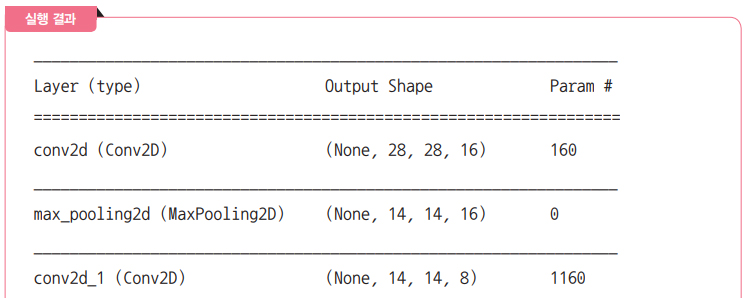 실행 결과
_________________________________________________________________
Layer (type) Output Shape Param #
=================================================================
conv2d (Conv2D) (None, 28, 28, 16) 160
_________________________________________________________________
max_pooling2d (MaxPooling2D) (None, 14, 14, 16) 0
_________________________________________________________________
conv2d_1 (Conv2D) (None, 14, 14, 8) 1160